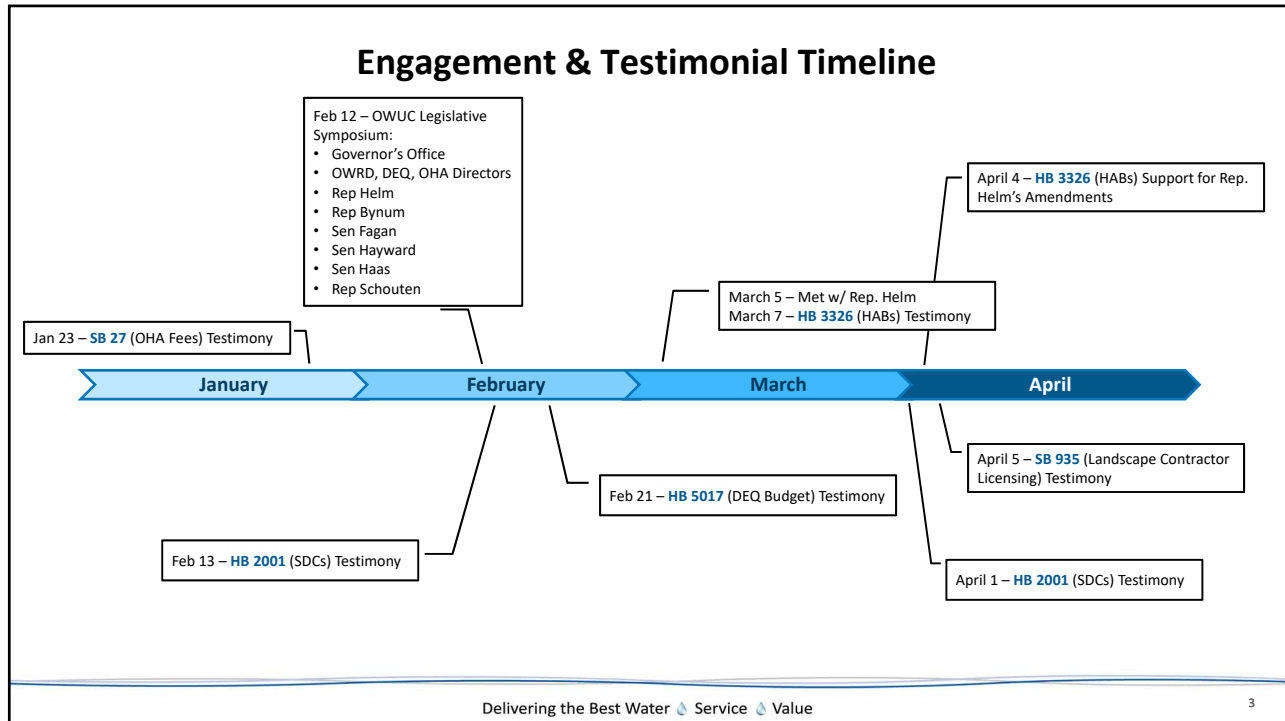 Engagement & Testimonial Timeline
Feb 12 – OWUC Legislative
Symposium:
• Governor's Office
• OWRD, DEQ, OHA Directors
• Rep Helm
• Rep Bynum
• Sen Fagan
• Sen Hayward
• Sen Haas
• Rep Schouten
April 4 – HB 3326 (HABs) Support for Rep.
Helm's Amendments
March 5 – Met w/ Rep. Helm
March 7 – HB 3326 (HABs) Testimony
Jan 23 – SB 27 (OHA Fees) Testimony
January
February
March
April
April 5 – SB 935 (Landscape Contractor
Licensing) Testimony
Feb 21 – HB 5017 (DEQ Budget) Testimony
Feb 13 – HB 2001 (SDCs) Testimony
April 1 – HB 2001 (SDCs) Testimony
Delivering the Best Water Service Value
3